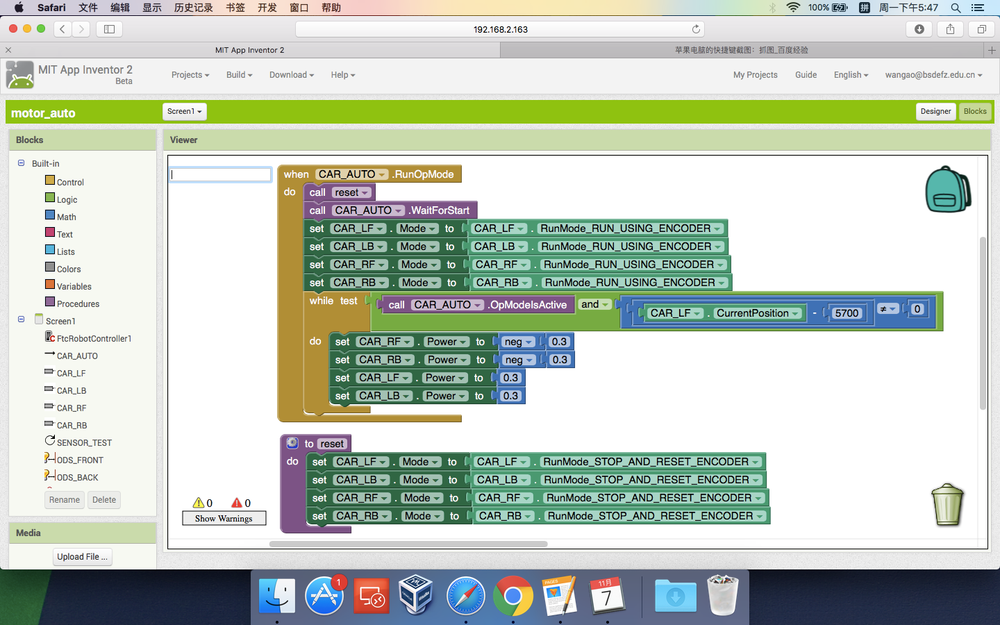 Safari 文件 编辑 显示 历史记录 书签 开发 窗口 帮助 100% 拼 周一下午5:47
192.168.2.163
MIT App Inventor 2 苹果电脑的快捷键截图：抓图_百度经验
MIT App Inventor 2
Beta
Projects Build Download Help My Projects Guide English wangao@bsdefz.edu.cn
motor_auto Screen1 Designer Blocks
Blocks Viewer
Built-in
Control
Logic
Math
Text
Lists
Colors
Variables
Procedures
Screen1
FtcRobotController1
CAR_AUTO
CAR_LF
CAR_LB
CAR_RF
CAR_RB
SENSOR_TEST
ODS_FRONT
ODS_BACK
Rename Delete
Media
Upload File ...
when CAR_AUTO .RunOpMode
do call reset
call CAR_AUTO .WaitForStart
set CAR_LF . Mode to CAR_LF . RunMode_RUN_USING_ENCODER
set CAR_LB . Mode to CAR_LB . RunMode_RUN_USING_ENCODER
set CAR_RF . Mode to CAR_RF . RunMode_RUN_USING_ENCODER
set CAR_RB . Mode to CAR_RB . RunMode_RUN_USING_ENCODER
while test call CAR_AUTO .OpModeIsActive and CAR_LF . CurrentPosition - 5700 ≠ 0
do set CAR_RF . Power to neg 0.3
set CAR_RB . Power to neg 0.3
set CAR_LF . Power to 0.3
set CAR_LB . Power to 0.3
to reset
do set CAR_LF . Mode to CAR_LF . RunMode_STOP_AND_RESET_ENCODER
set CAR_LB . Mode to CAR_LB . RunMode_STOP_AND_RESET_ENCODER
set CAR_RF . Mode to CAR_RF . RunMode_STOP_AND_RESET_ENCODER
set CAR_RB . Mode to CAR_RB . RunMode_STOP_AND_RESET_ENCODER
0 0
Show Warnings
1
PAGES
11月
7